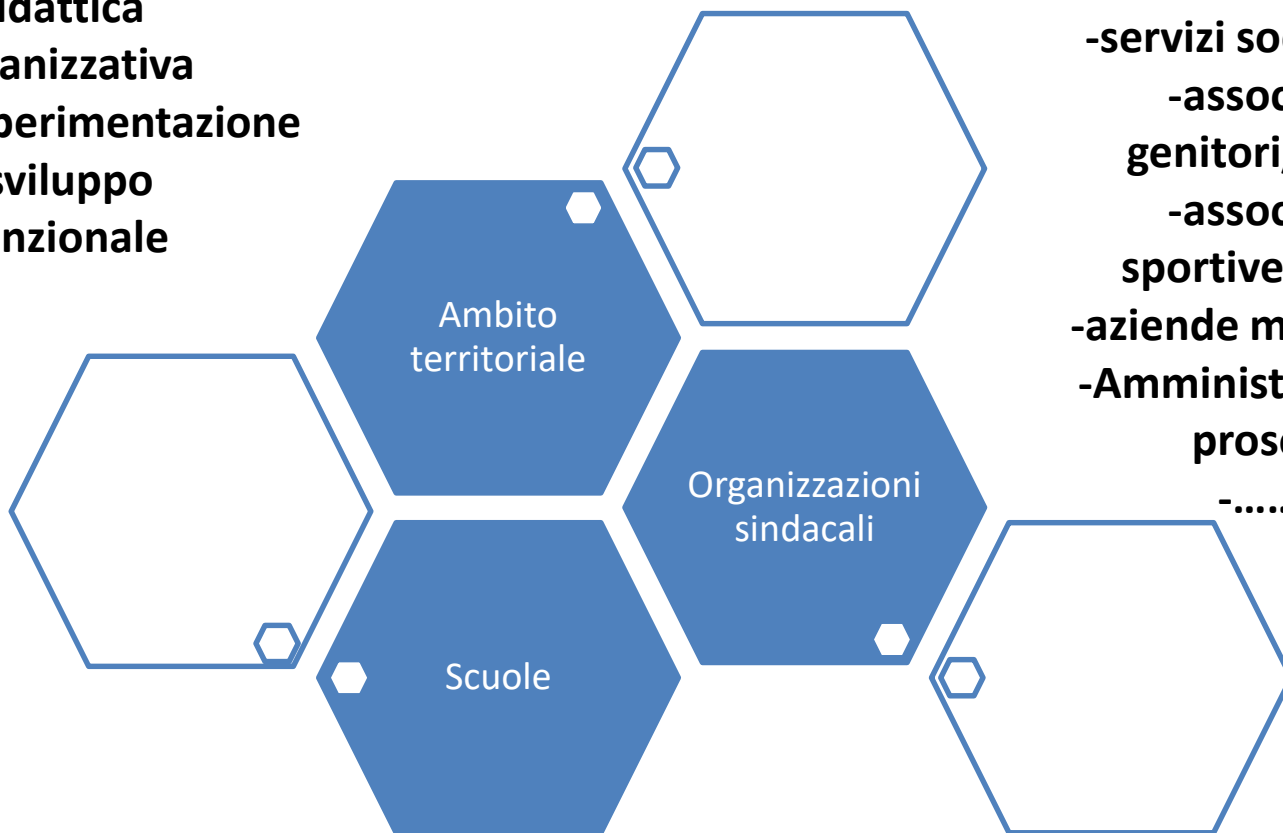 idattica
anizzativa
perimentazione
sviluppo
nzionale
Ambito
territoriale
Organizzazioni
sindacali
Scuole
-servizi so
-assoc
genitori,
-assoc
sportive
-aziende m
-Amminist
pros
-.....